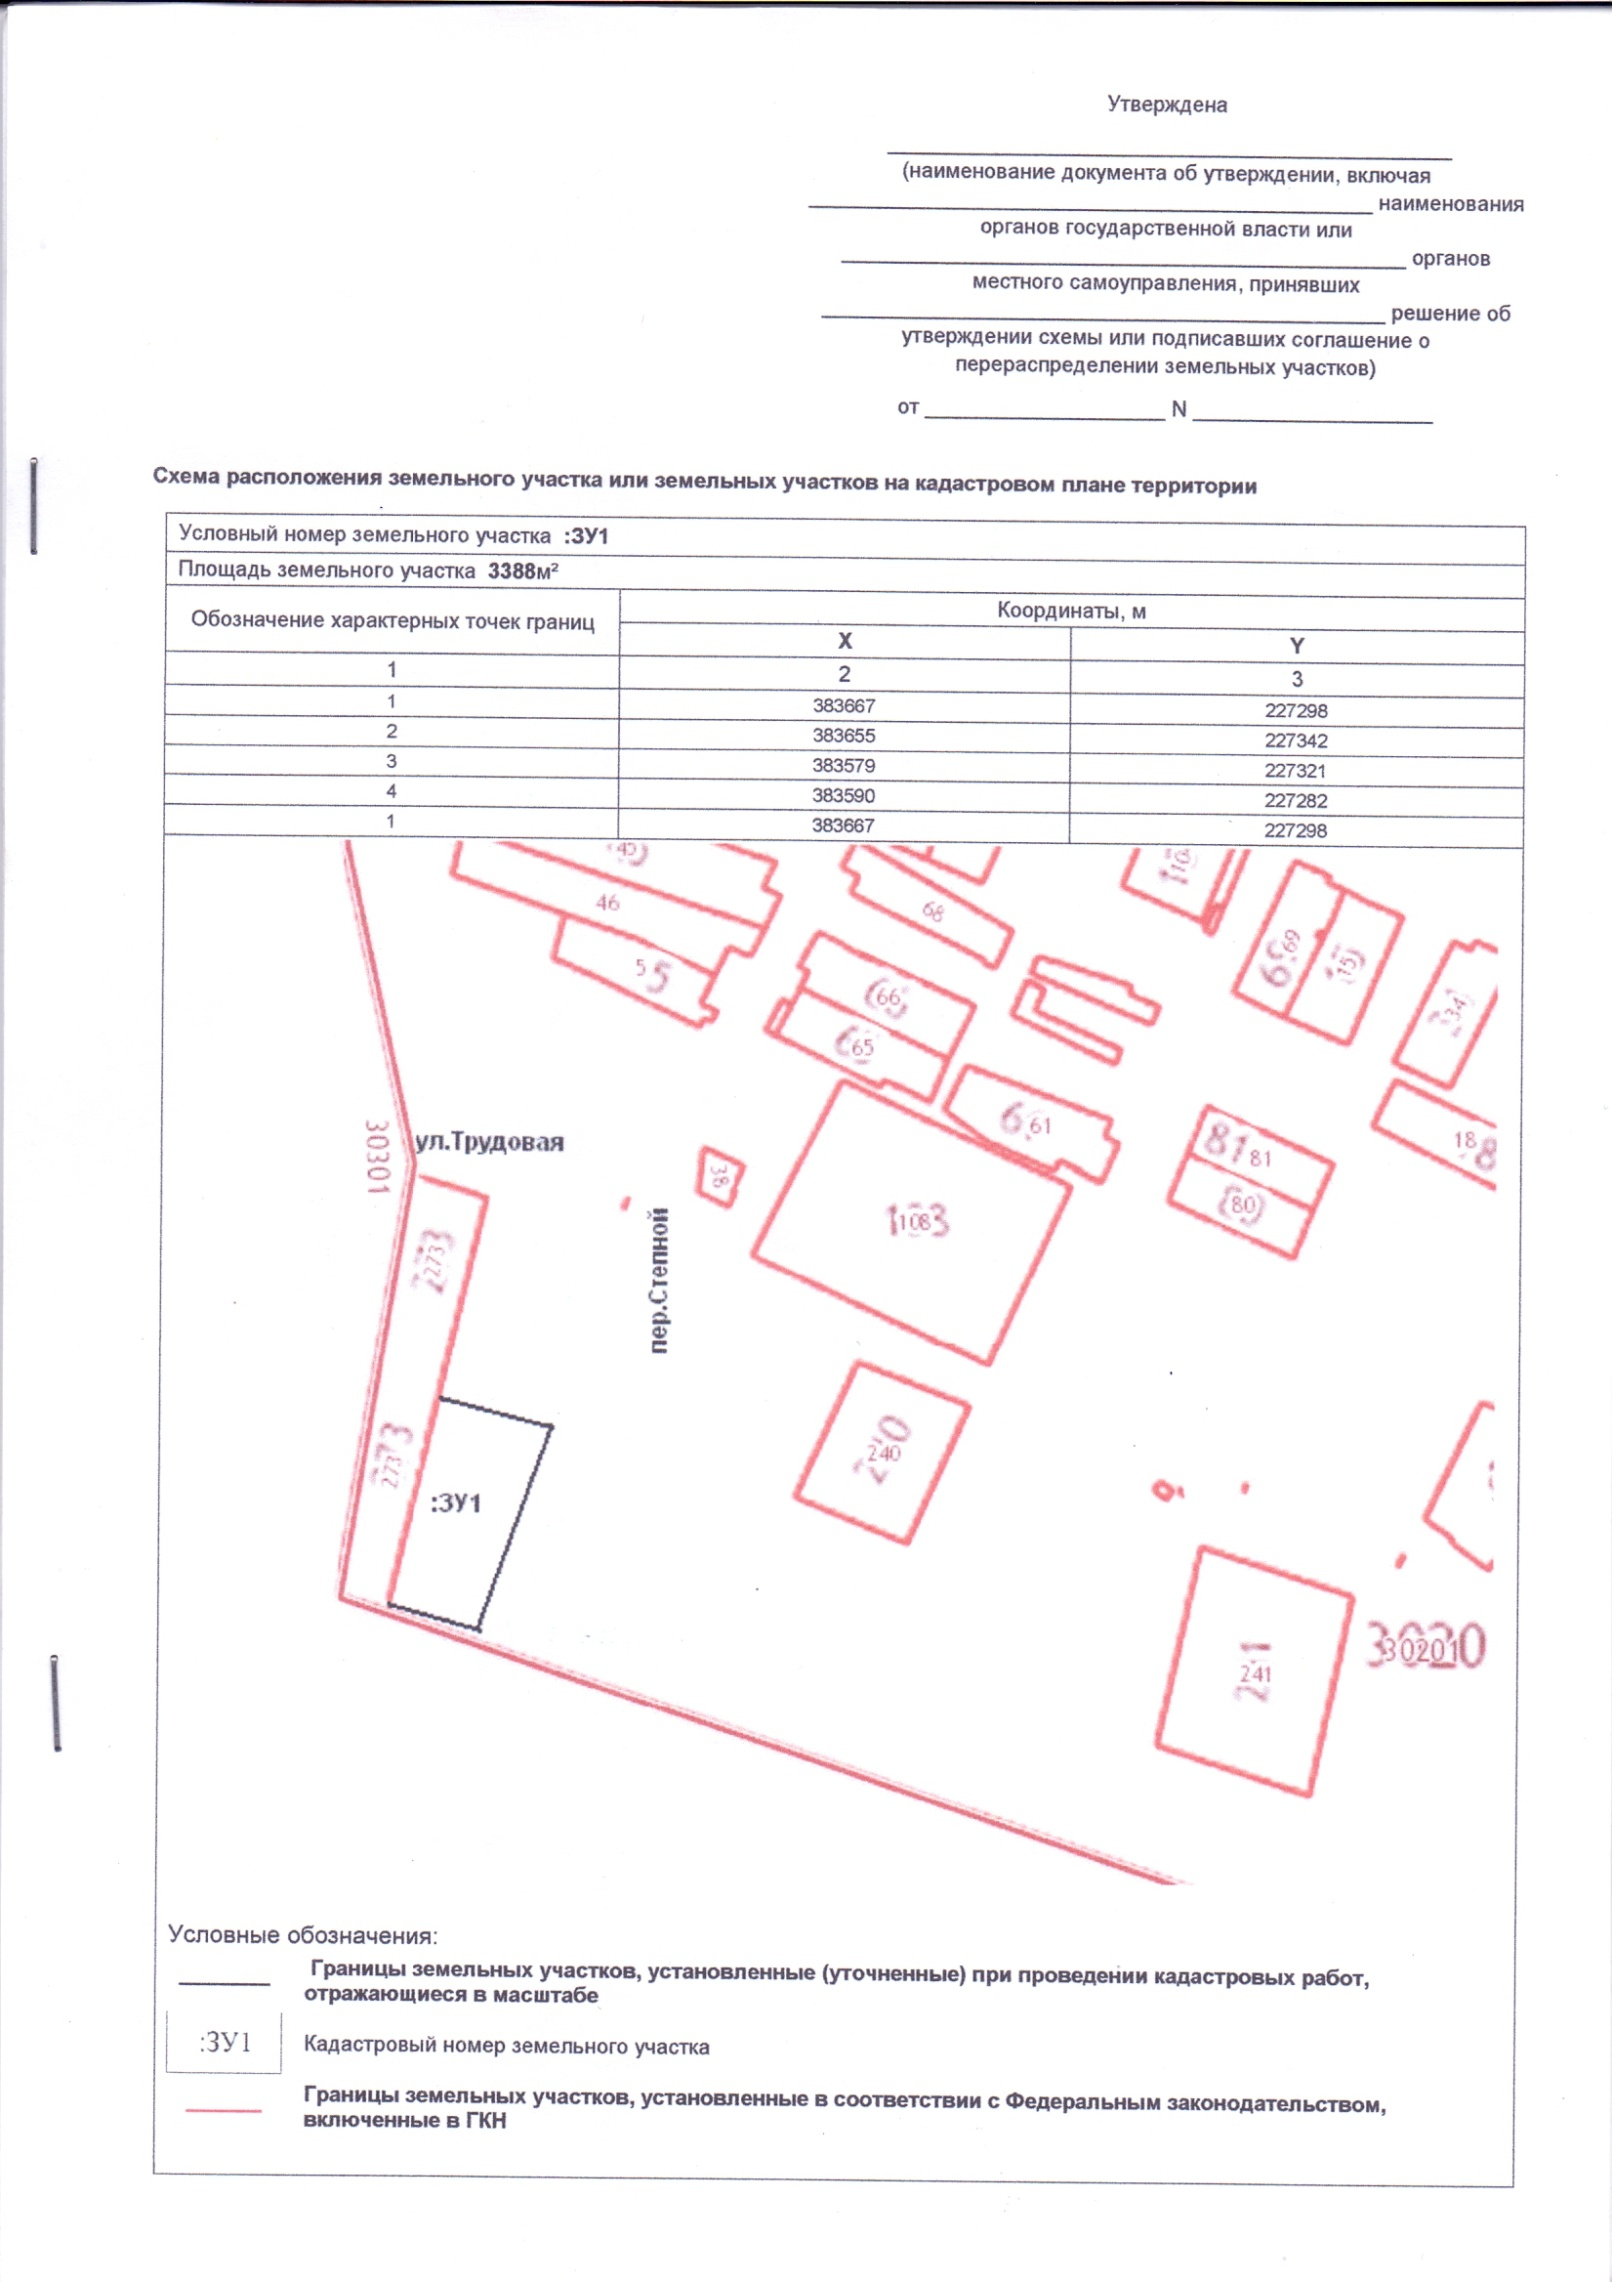 Утверждена
(наименование документа об утверждении, включая
наименования
органов государственной власти или
органов
местного самоуправления, принявших
решение об
утверждении схемы или подписавших соглашение о
перераспределении земельных участков)
от N
Схема расположения земельного участка или земельных участков на кадастровом плане территории
Условный номер земельного участка :ЗУ1
Площадь земельного участка 3388м²
Обозначение характерных точек границ Координаты, м
X Y
1 2 3
1 383667 227298
2 383655 227342
3 383579 227321
4 383590 227282
1 383667 227298
46
68
69
5
66
65
61
30301
ул.Трудовая
81
18
38
80
108
пер.Степной
273
240
273
:ЗУ1
241
30201
Условные обозначения:
Границы земельных участков, установленные (уточненные) при проведении кадастровых работ,
отражающиеся в масштабе
:ЗУ1 Кадастровый номер земельного участка
Границы земельных участков, установленные в соответствии с Федеральным законодательством,
включенные в ГКН